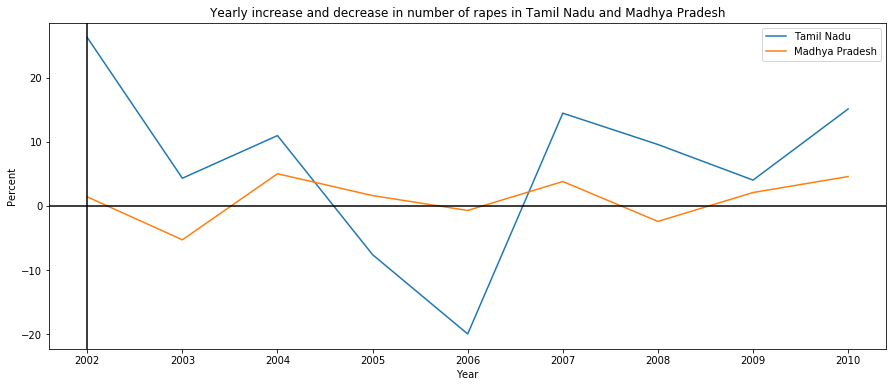 Yearly increase and decrease in number of rapes in Tamil Nadu and Madhya Pradesh
Tamil Nadu
Madhya Pradesh
Percent
20
10
0
−10
−20
2002 2003 2004 2005 2006 2007 2008 2009 2010
Year